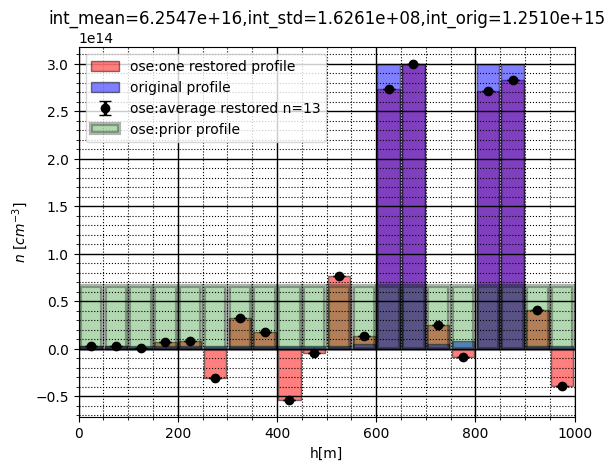 int_mean=6.2547e+16,int_std=1.6261e+08,int_orig=1.2510e+15
1e14
ose:one restored profile
original profile
ose:average restored n=13
ose:prior profile
3.0
2.5
2.0
1.5
1.0
0.5
0.0
−0.5
n [cm⁻³]
0 200 400 600 800 1000
h[m]